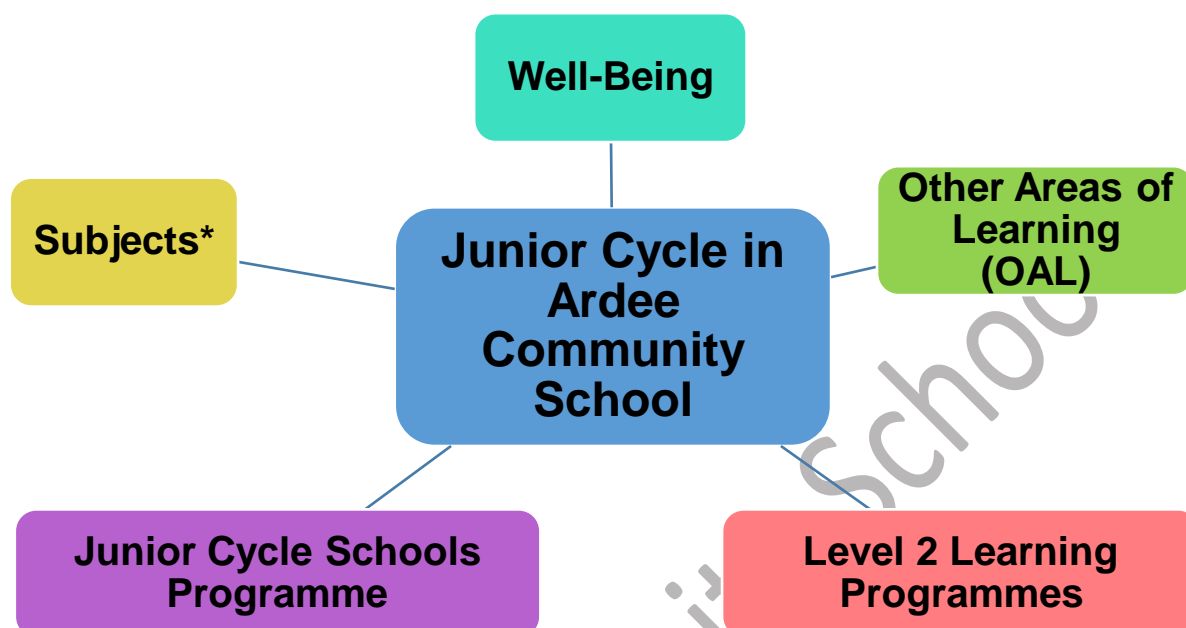 Well-Being
Subjects*
Other Areas of
Learning
(OAL)
Junior Cycle in
Ardee
Community
School
Junior Cycle Schools
Programme
Level 2 Learning
Programmes